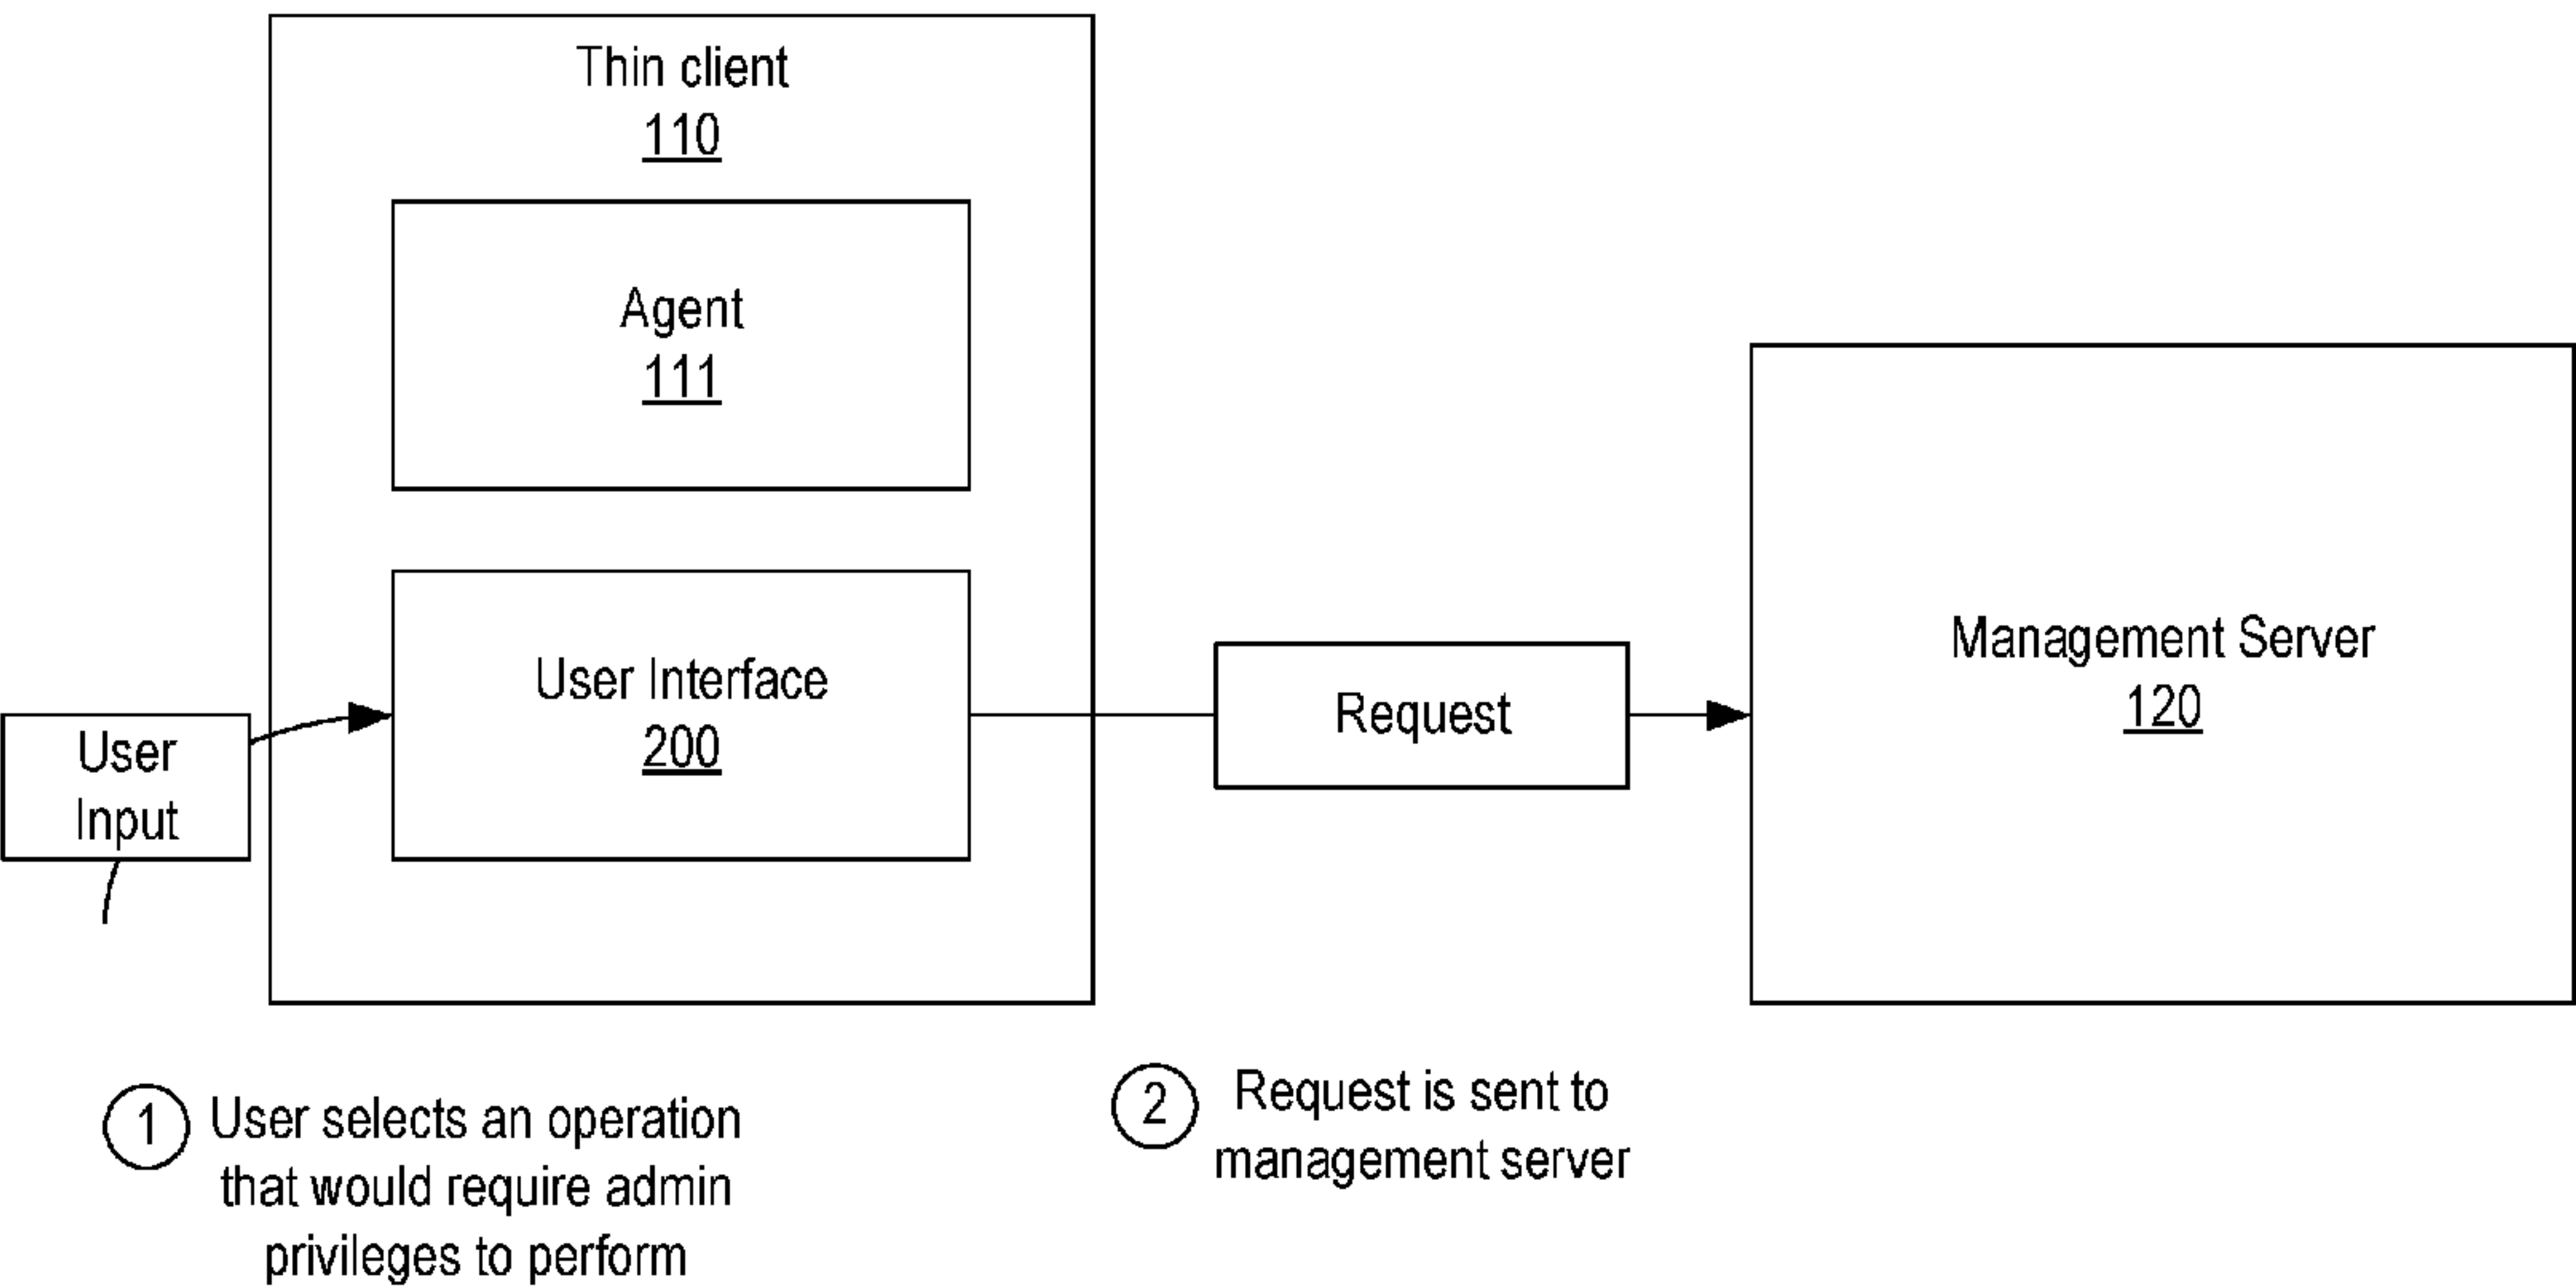 Thin client
110
Agent
111
User Interface
200
User
Input
Request
Management Server
120
1
User selects an operation
that would require admin
privileges to perform
2
Request is sent to
management server